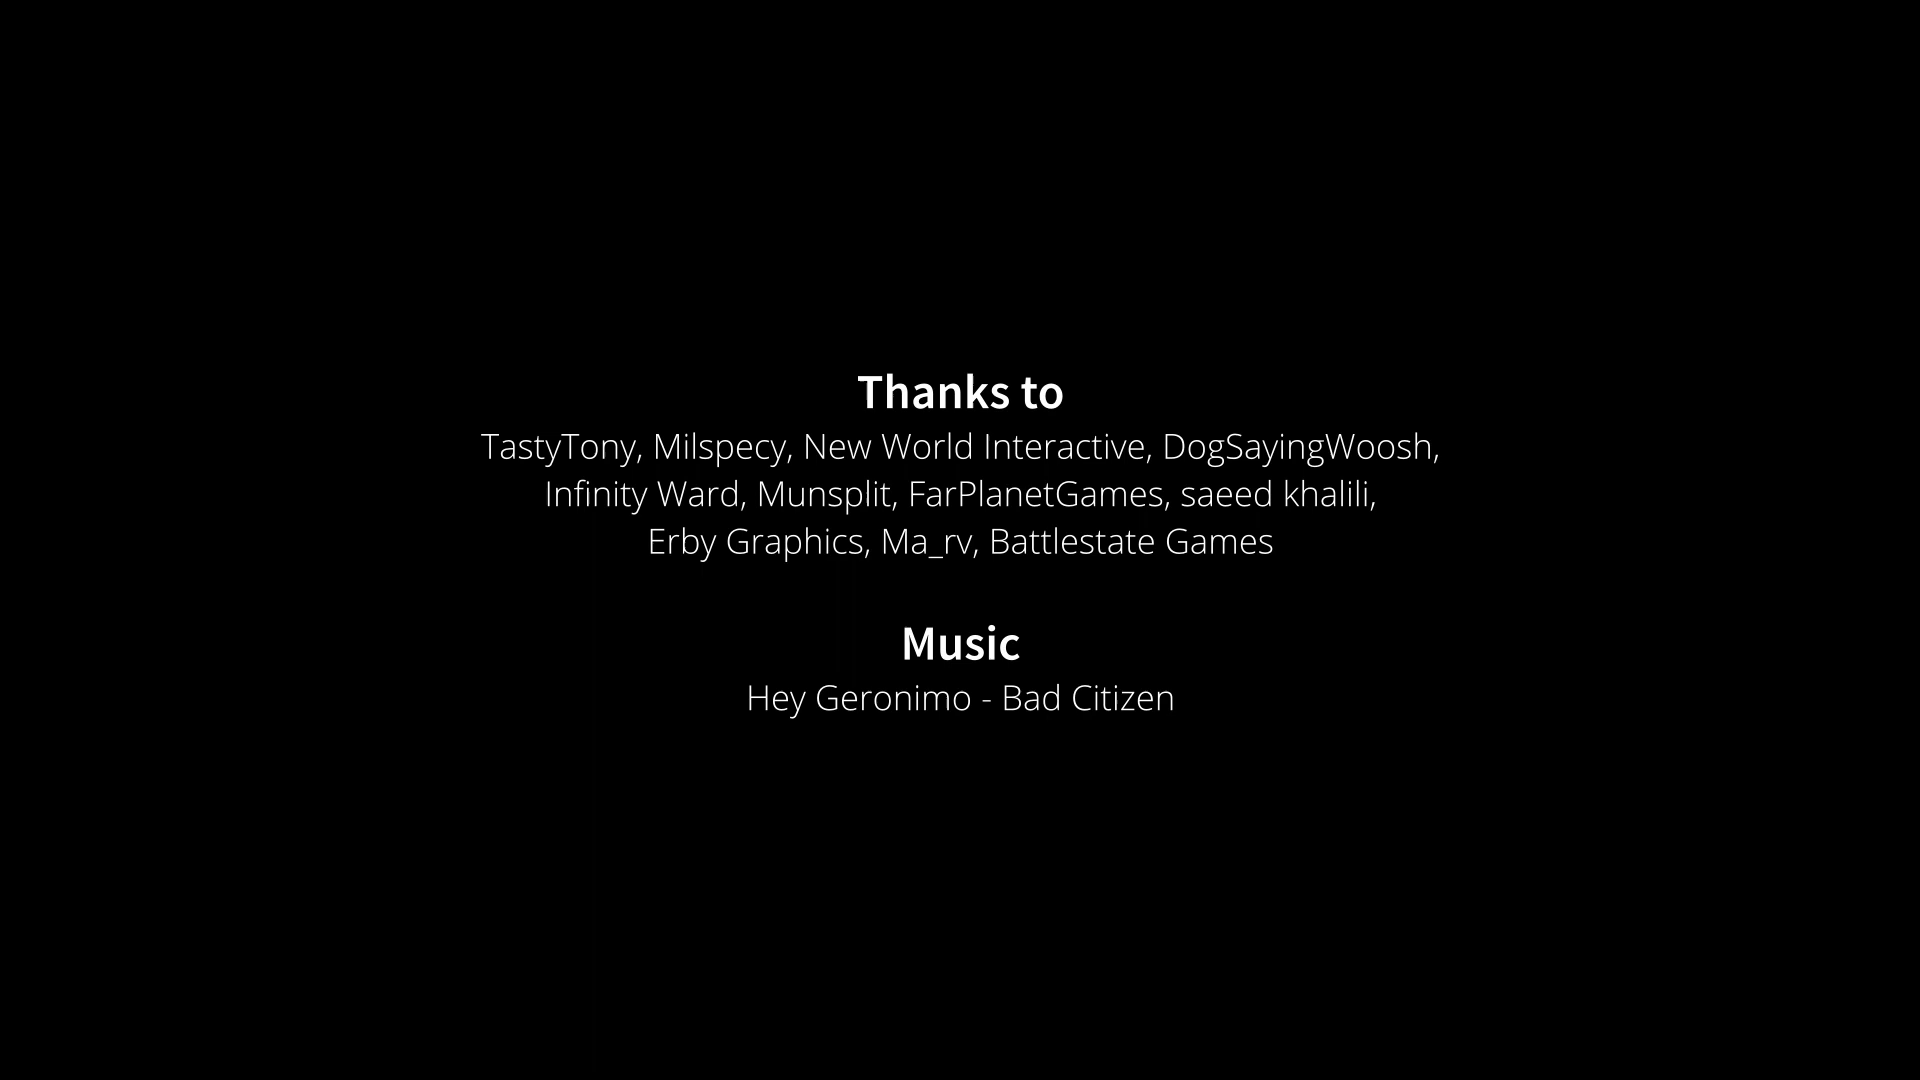 Thanks to
TastyTony, Milspecy, New World Interactive, DogSayingWoosh,
Infinity Ward, Munsplit, FarPlanetGames, saeed khalili,
Erby Graphics, Ma_rv, Battlestate Games
Music
Hey Geronimo - Bad Citizen